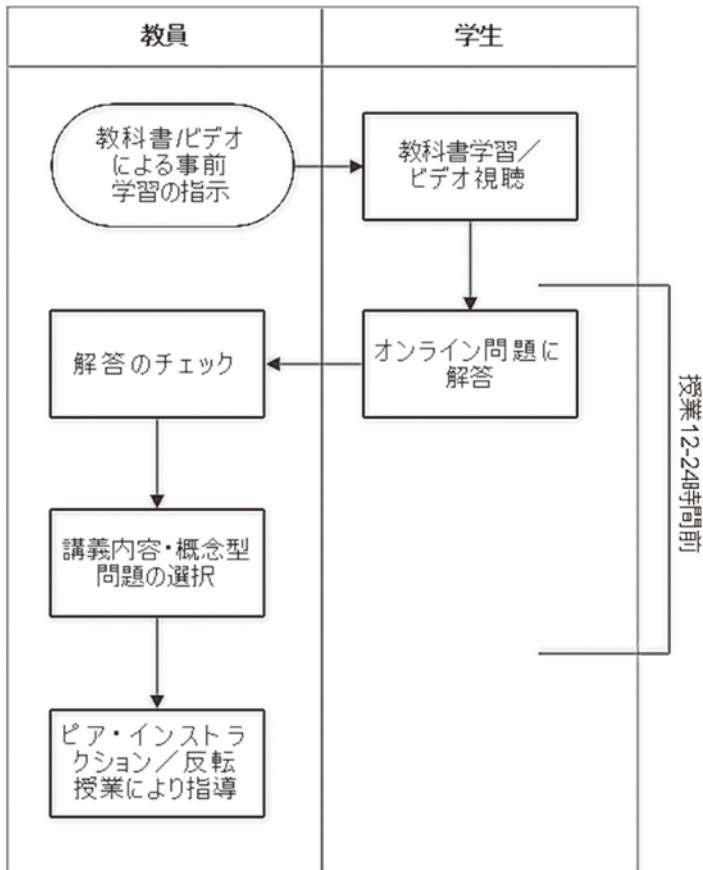 教員
学生
教科書/ビデオ
による事前
学習の指示
教科書学習／
ビデオ視聴
オンライン問題に
解答
解答のチェック
講義内容・概念型
問題の選択
ピア・インストラ
クション／反転
授業により指導
授業12-24時間前